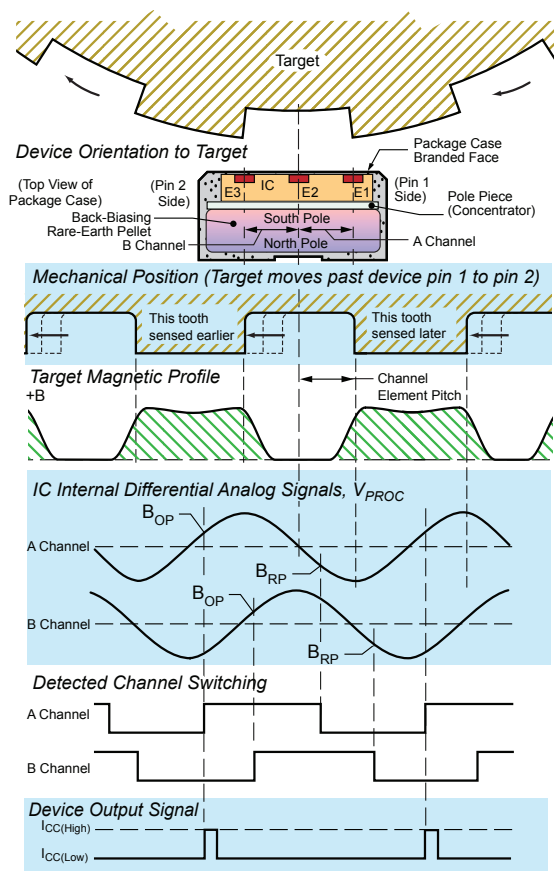 Target
Device Orientation to Target
Package Case
Branded Face
(Top View of
Package Case)
(Pin 2
Side)
E3
IC
E2
E1
(Pin 1
Side)
Pole Piece
(Concentrator)
Back-Biasing
Rare-Earth Pellet
South Pole
B Channel
North Pole
A Channel
Mechanical Position (Target moves past device pin 1 to pin 2)
This tooth
sensed earlier
This tooth
sensed later
Target Magnetic Profile
+B
Channel
Element Pitch
IC Internal Differential Analog Signals, VPROC
BOP
A Channel
BRP
BOP
B Channel
BRP
Detected Channel Switching
A Channel
B Channel
Device Output Signal
ICC(High)
ICC(Low)